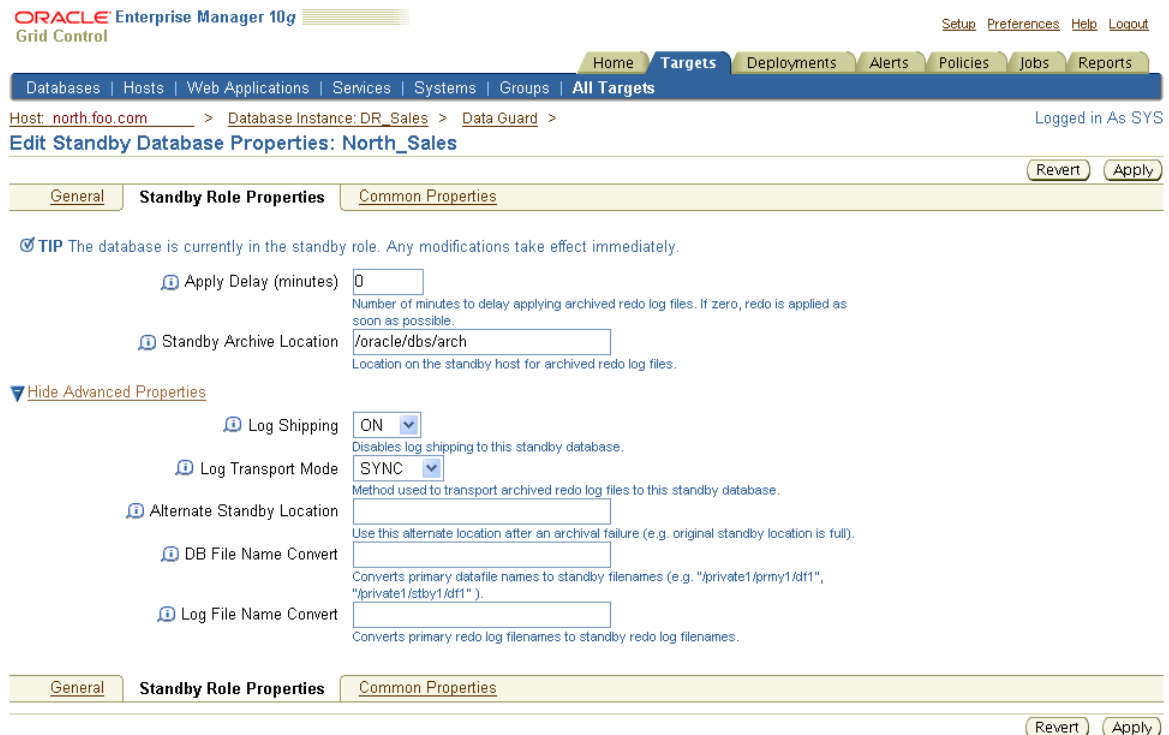 ORACLE Enterprise Manager 10g
Grid Control
Setup Preferences Help Logout
Home Targets Deployments Alerts Policies Jobs Reports
Databases | Hosts | Web Applications | Services | Systems | Groups | All Targets
Host: north.foo.com > Database Instance: DR_Sales > Data Guard >
Logged in As SYS
Edit Standby Database Properties: North_Sales
Revert Apply
General Standby Role Properties Common Properties
TIP The database is currently in the standby role. Any modifications take effect immediately.
Apply Delay (minutes) 0
Number of minutes to delay applying archived redo log files. If zero, redo is applied as
soon as possible.
Standby Archive Location /oracle/dbs/arch
Location on the standby host for archived redo log files.
Hide Advanced Properties
Log Shipping ON
Disables log shipping to this standby database.
Log Transport Mode SYNC
Method used to transport archived redo log files to this standby database.
Alternate Standby Location
Use this alternate location after an archival failure (e.g. original standby location is full).
DB File Name Convert
Converts primary datafile names to standby filenames (e.g. "/private1/prmy1/df1",
"/private1/stby1/df1" ).
Log File Name Convert
Converts primary redo log filenames to standby redo log filenames.
General Standby Role Properties Common Properties
Revert Apply